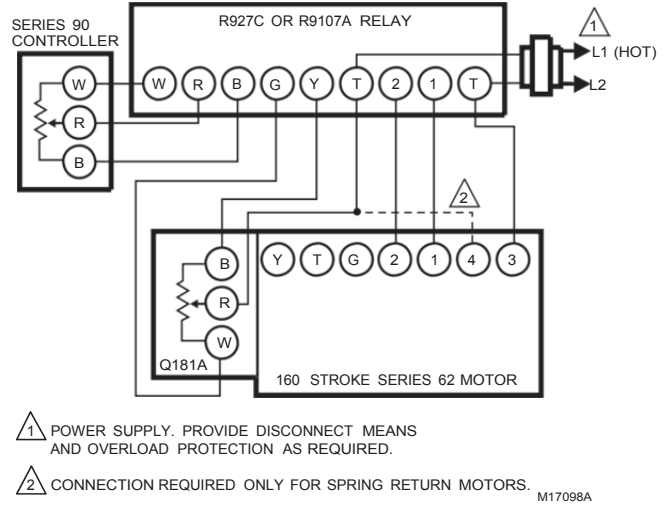 SERIES 90
CONTROLLER
R927C OR R9107A RELAY
1
L1 (HOT)
L2
W
R
B
W R B G Y T 2 1 T
2
B
R
W
Y T G 2 1 4 3
Q181A
160 STROKE SERIES 62 MOTOR
1 POWER SUPPLY. PROVIDE DISCONNECT MEANS
AND OVERLOAD PROTECTION AS REQUIRED.
2 CONNECTION REQUIRED ONLY FOR SPRING RETURN MOTORS.
M17098A